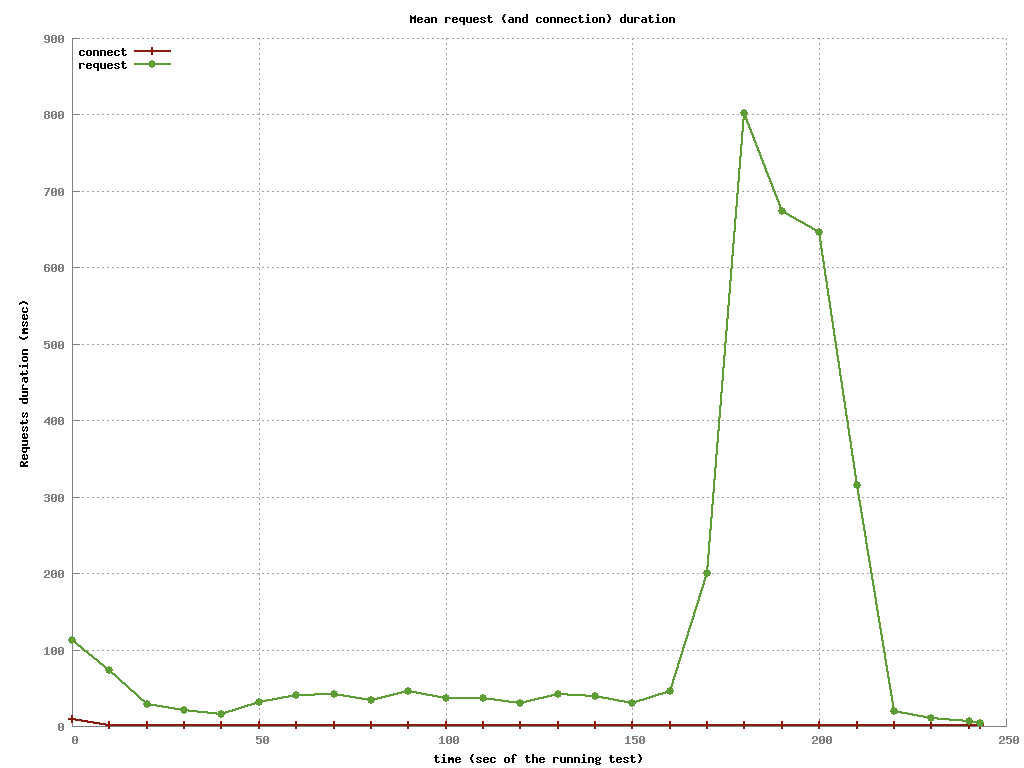 Mean request (and connection) duration
900
connect
request
800
700
600
500
400
300
200
100
0
0 50 100 150 200 250
Requests duration (msec)
time (sec of the running test)